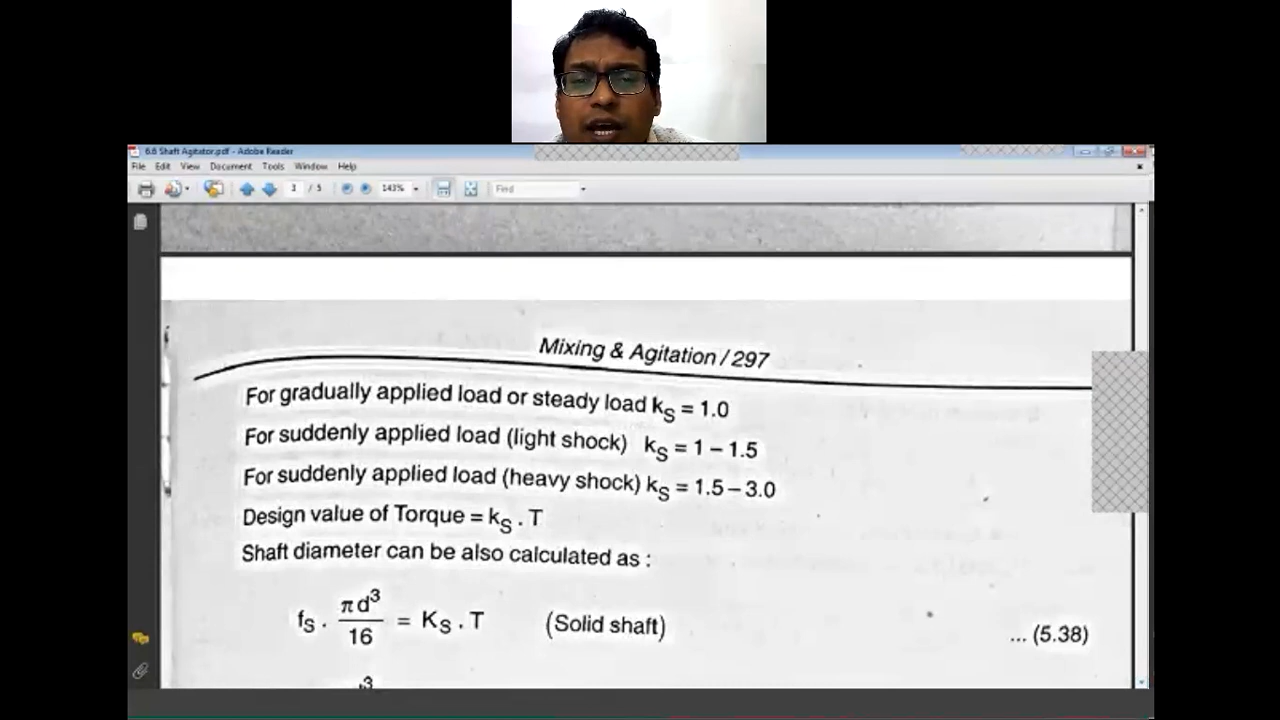 6.6 Shaft Agitator.pdf - Adobe Reader
File Edit View Document Tools Window Help
3 / 5 143% Find
Mixing & Agitation / 297
For gradually applied load or steady load kS = 1.0
For suddenly applied load (light shock) kS = 1 – 1.5
For suddenly applied load (heavy shock) kS = 1.5 – 3.0
Design value of Torque = kS . T
Shaft diameter can be also calculated as :
fS . πd³/16 = KS . T (Solid shaft) ... (5.38)